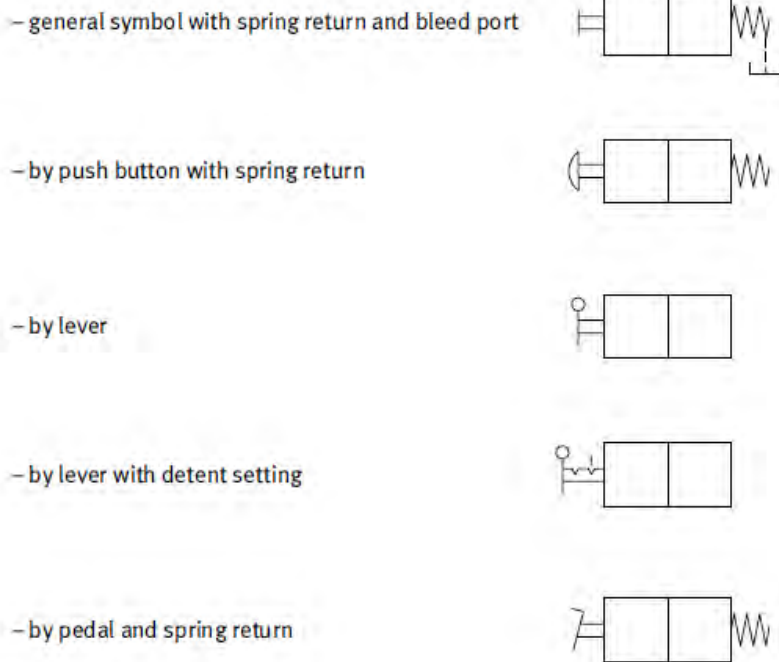 – general symbol with spring return and bleed port
– by push button with spring return
– by lever
– by lever with detent setting
– by pedal and spring return